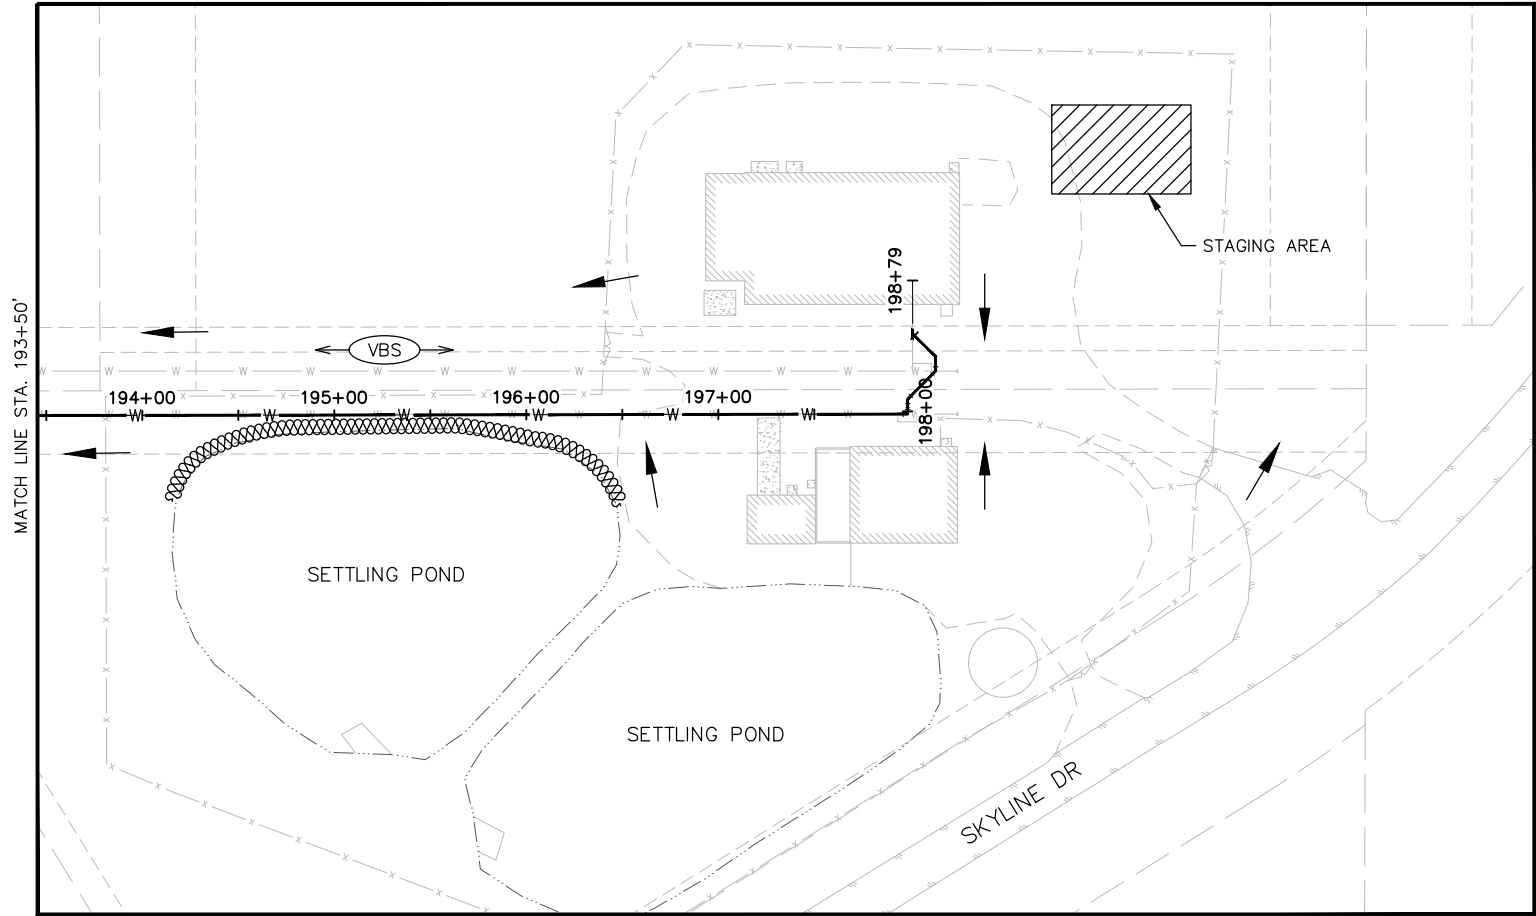 STAGING AREA
198+79
MATCH LINE STA. 193+50'
VBS
194+00
195+00
196+00
197+00
198+00
W W W W W W
SETTLING POND
SETTLING POND
SKYLINE DR